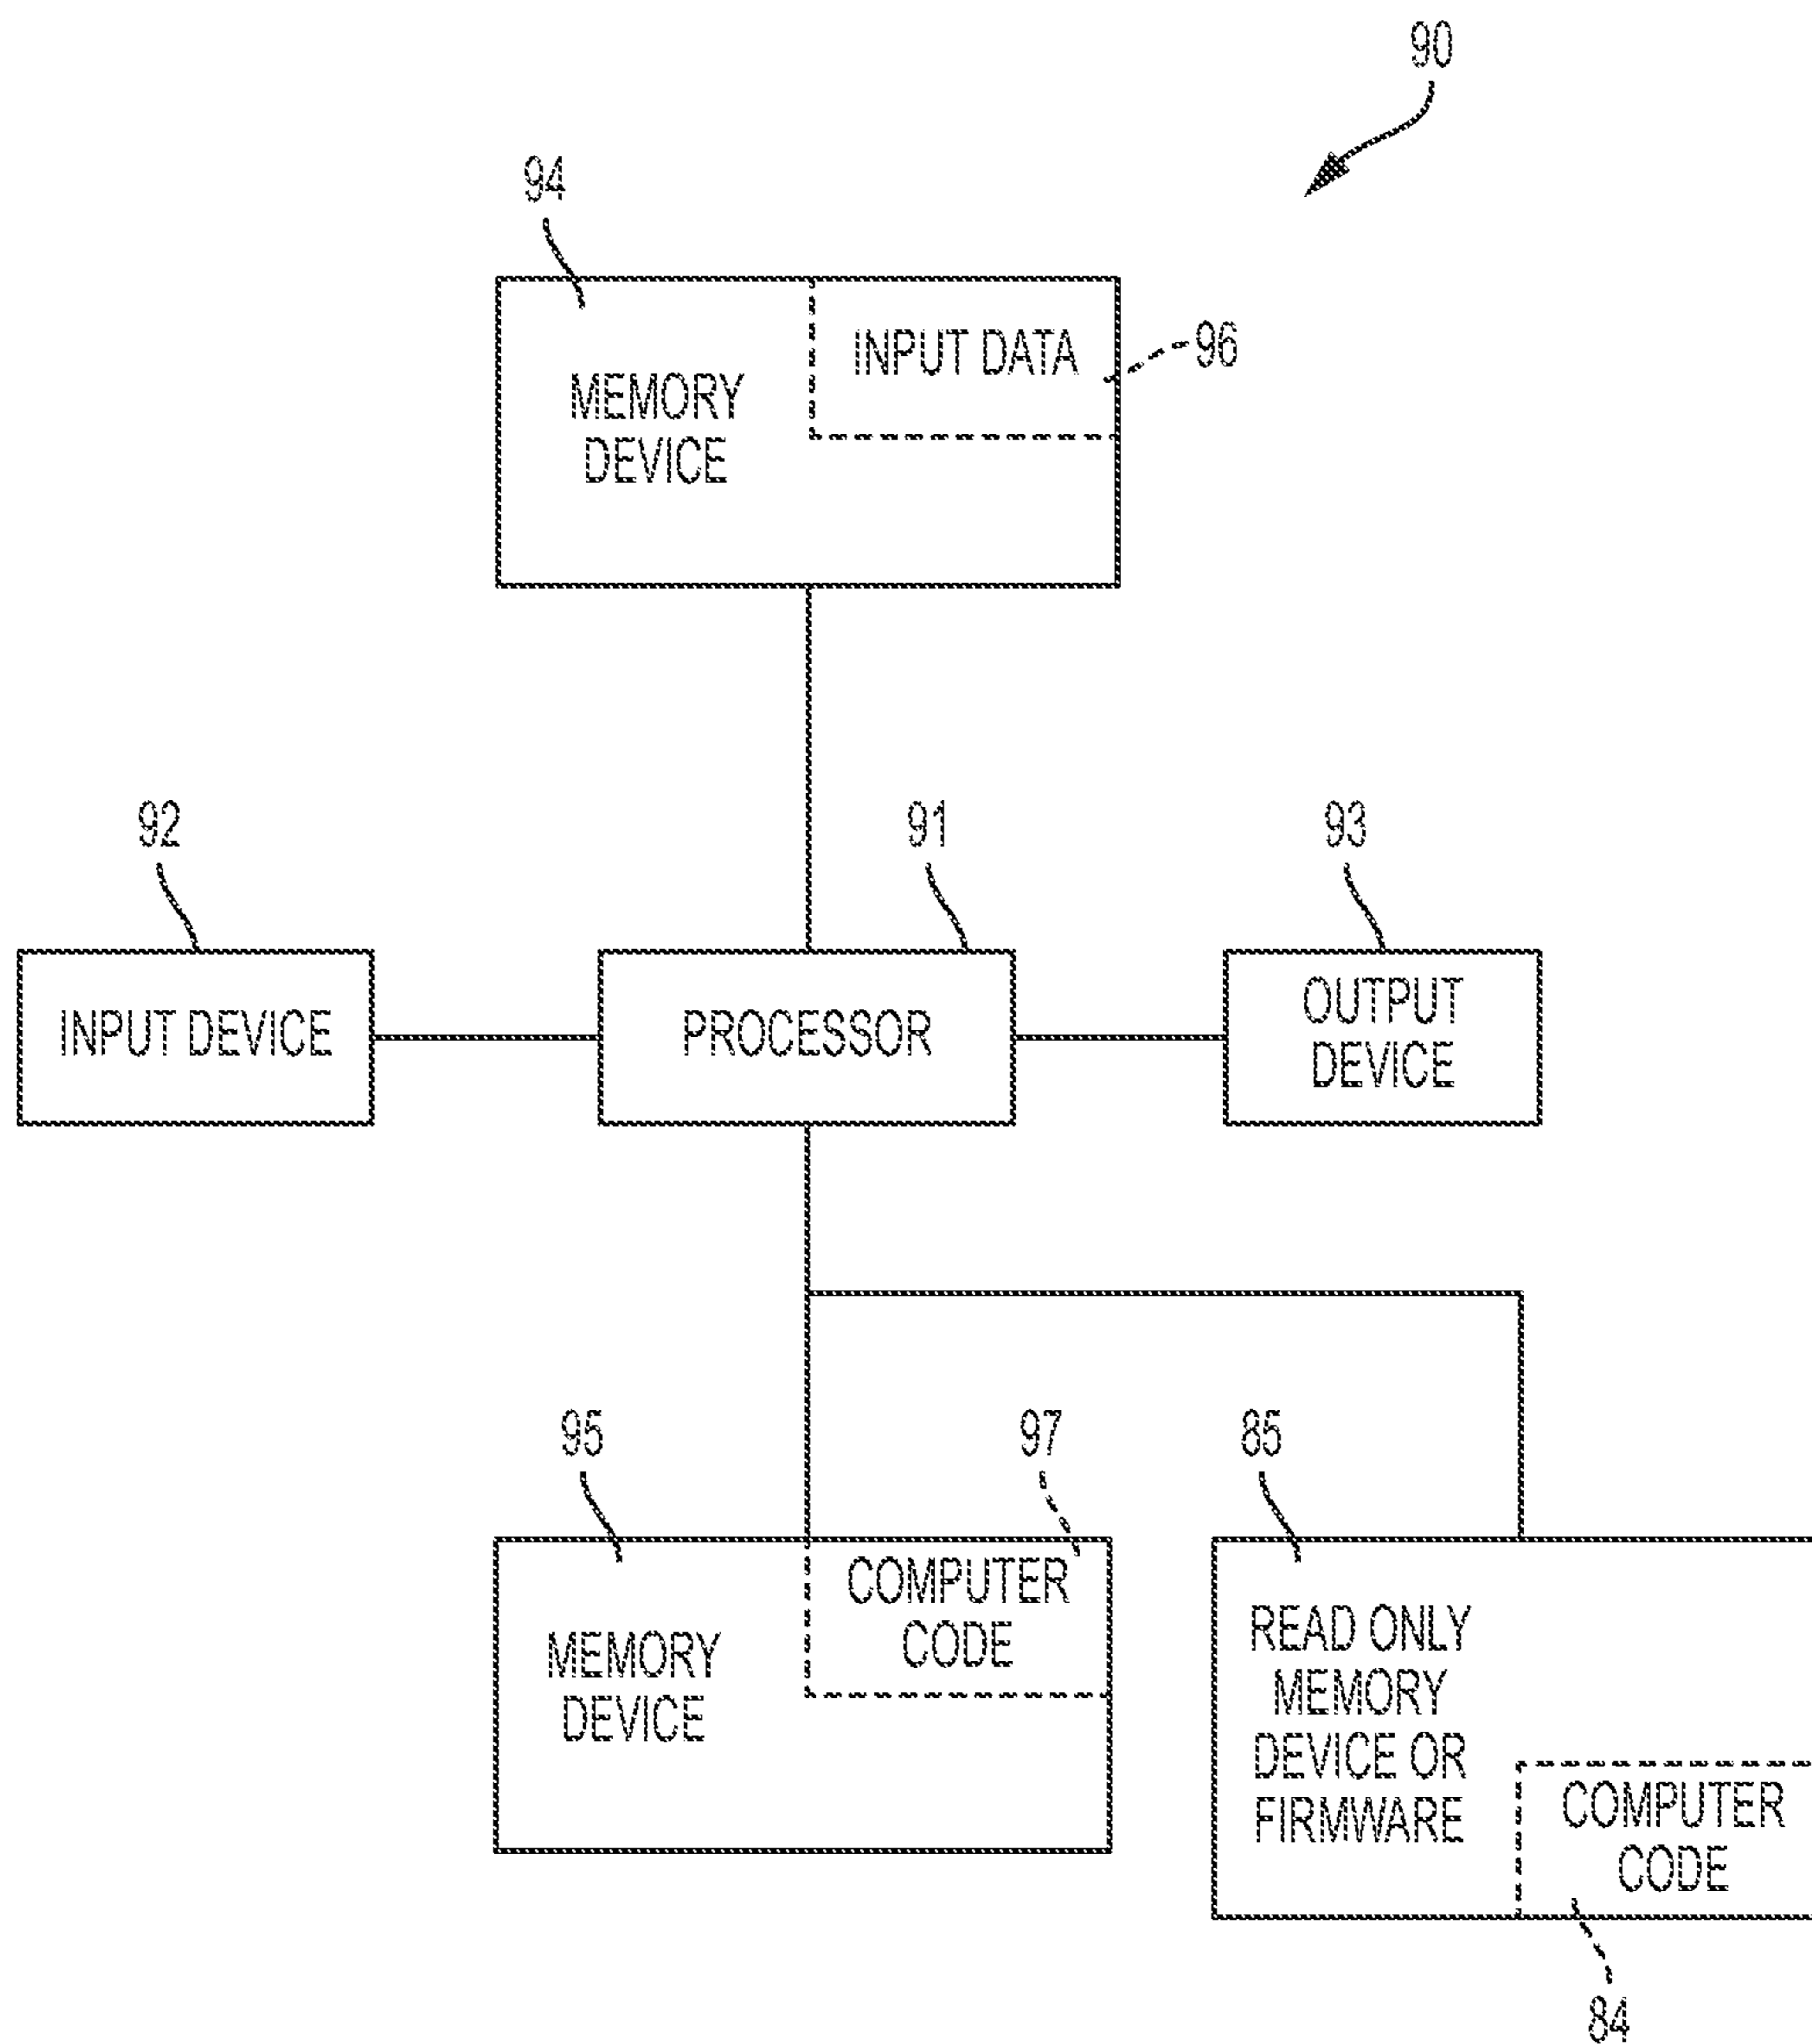 90
94
INPUT DATA
96
MEMORY
DEVICE
92
91
93
INPUT DEVICE
PROCESSOR
OUTPUT
DEVICE
95
97
85
COMPUTER
CODE
MEMORY
DEVICE
READ ONLY
MEMORY
DEVICE OR
FIRMWARE
COMPUTER
CODE
84